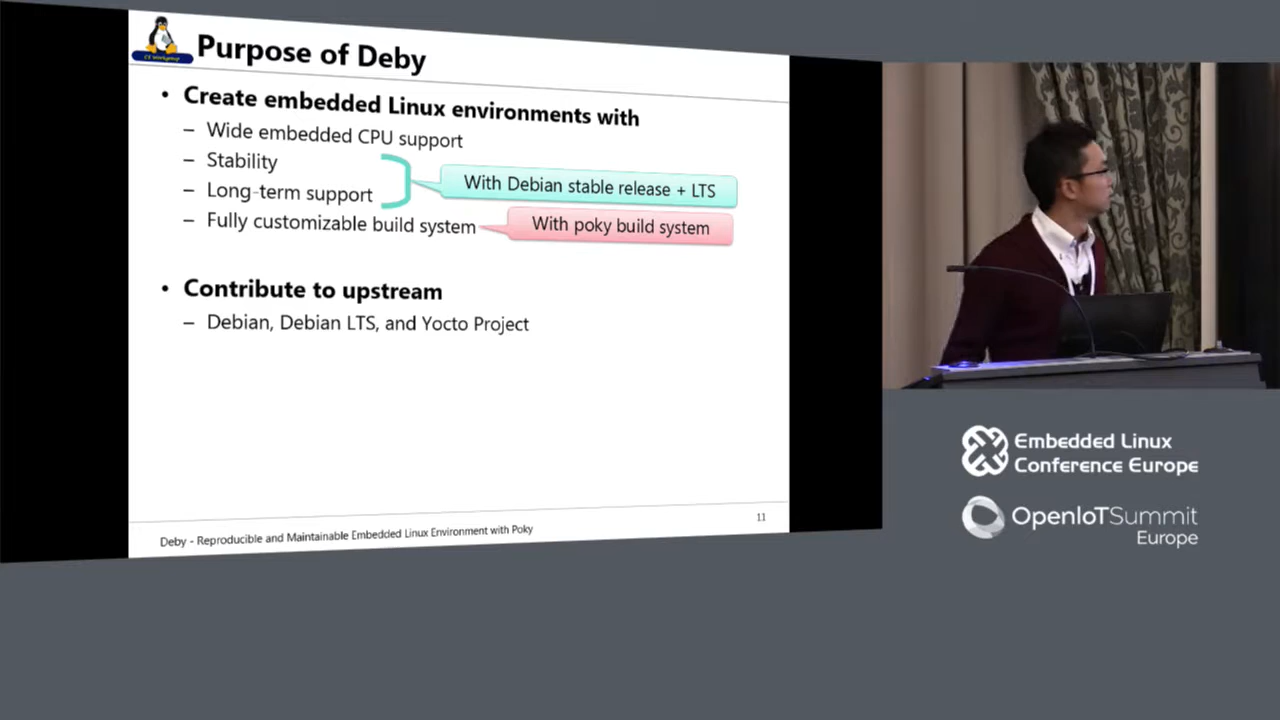 Purpose of Deby
• Create embedded Linux environments with
– Wide embedded CPU support
– Stability
– Long-term support
With Debian stable release + LTS
– Fully customizable build system
With poky build system
• Contribute to upstream
– Debian, Debian LTS, and Yocto Project
Deby - Reproducible and Maintainable Embedded Linux Environment with Poky
11
Embedded Linux
Conference Europe
OpenIoTSummit
Europe